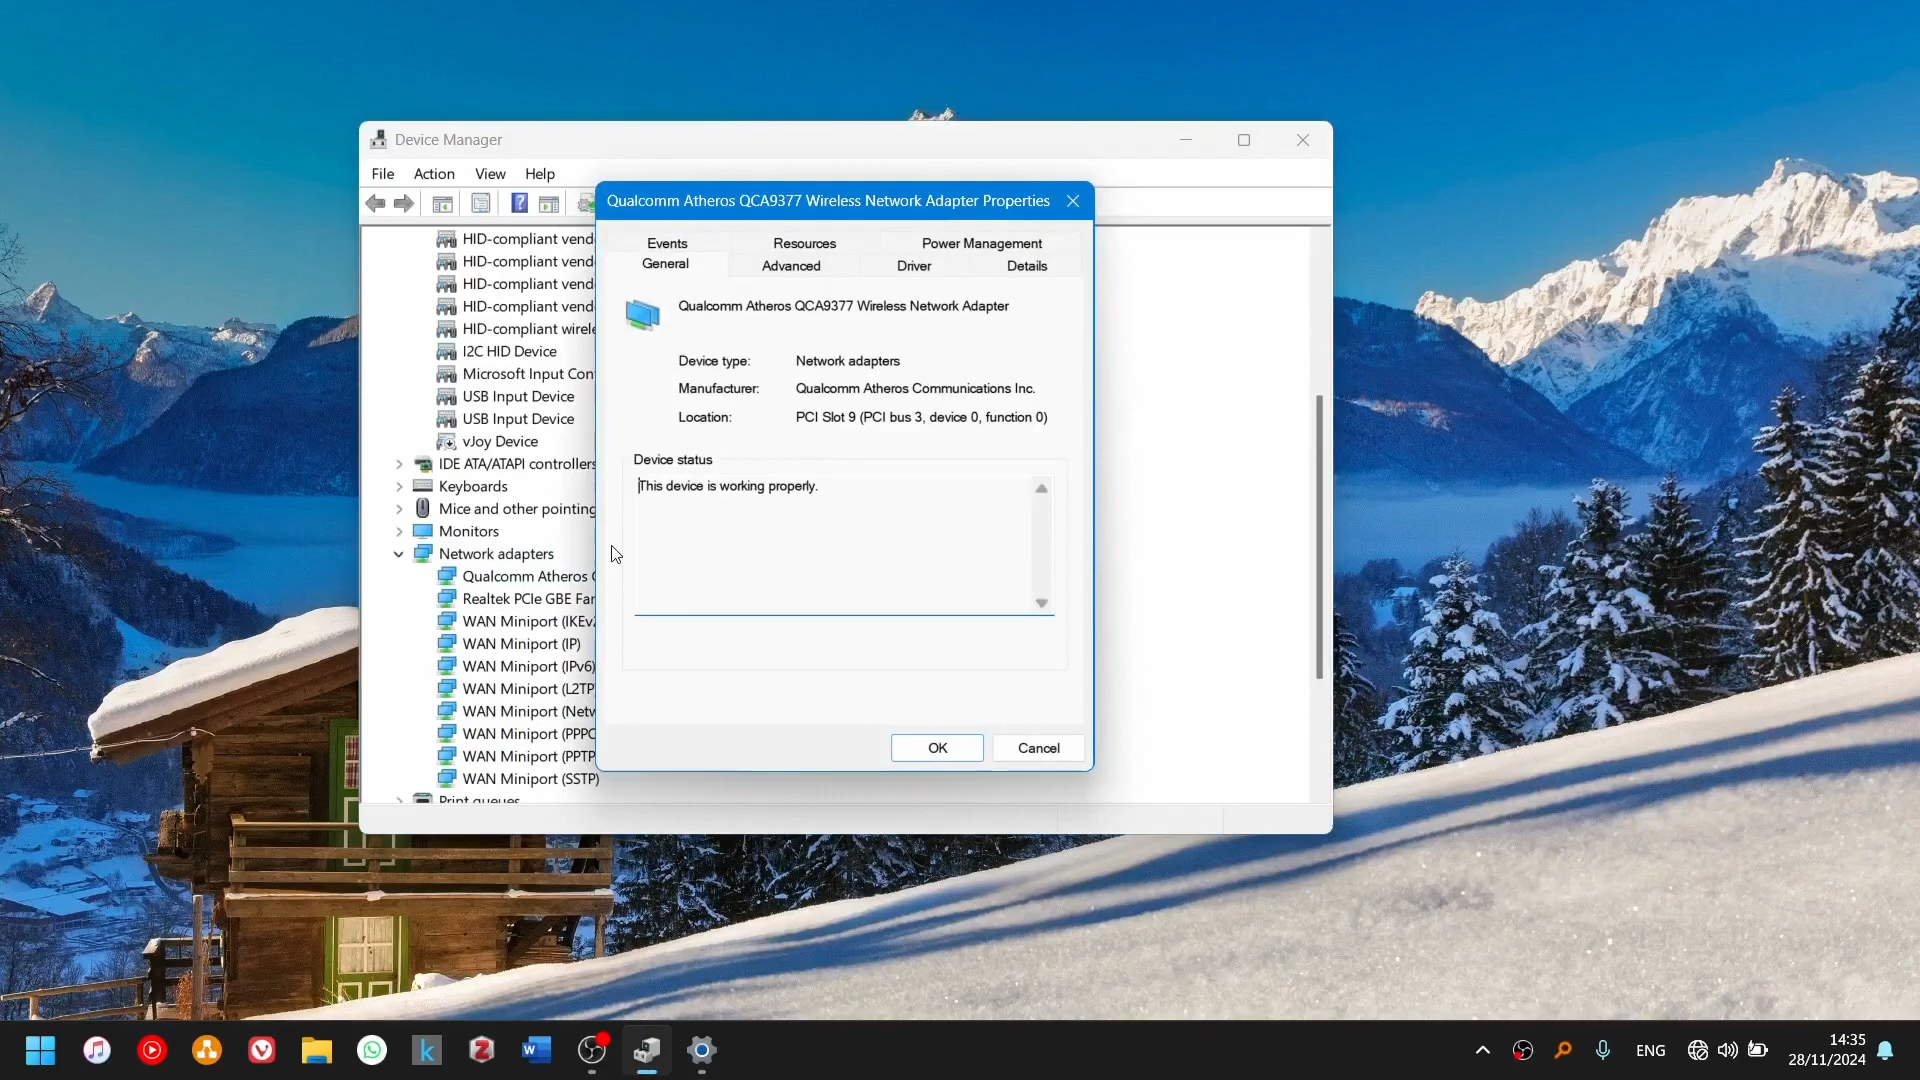 Device Manager
File Action View Help
Qualcomm Atheros QCA9377 Wireless Network Adapter Properties
Events Resources Power Management
General Advanced Driver Details
Qualcomm Atheros QCA9377 Wireless Network Adapter
Device type: Network adapters
Manufacturer: Qualcomm Atheros Communications Inc.
Location: PCI Slot 9 (PCI bus 3, device 0, function 0)
Device status
This device is working properly.
OK Cancel
HID-compliant vend
HID-compliant vend
HID-compliant vend
HID-compliant vend
HID-compliant wirele
I2C HID Device
Microsoft Input Con
USB Input Device
USB Input Device
vJoy Device
IDE ATA/ATAPI controllers
Keyboards
Mice and other pointing
Monitors
Network adapters
Qualcomm Atheros
Realtek PCIe GBE Fa
WAN Miniport (IKEv
WAN Miniport (IP)
WAN Miniport (IPv6)
WAN Miniport (L2TP
WAN Miniport (Netw
WAN Miniport (PPPO
WAN Miniport (PPTP
WAN Miniport (SSTP)
Print queues
ENG
14:35
28/11/2024